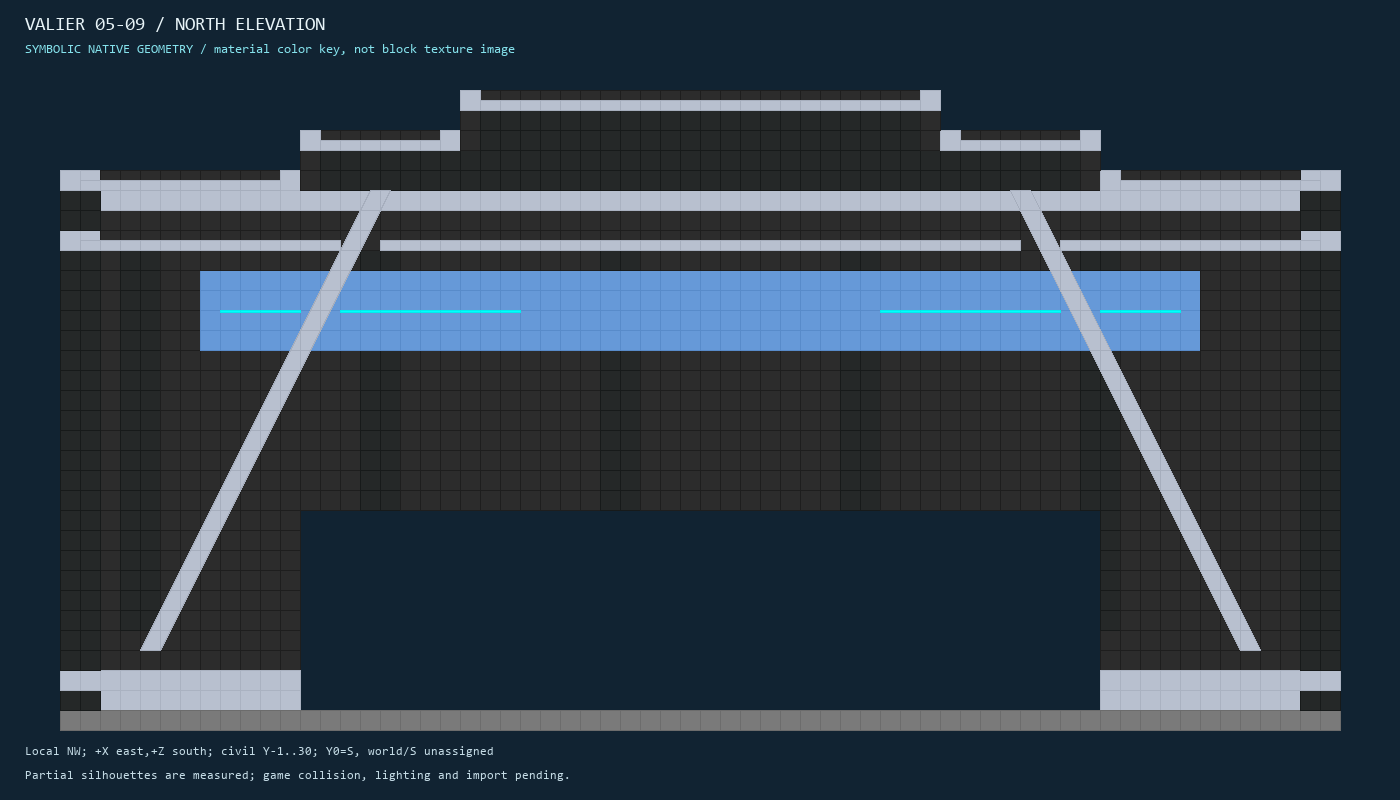 VALIER 05-09 / NORTH ELEVATION
SYMBOLIC NATIVE GEOMETRY / material color key, not block texture image
Local NW; +X east,+Z south; civil Y-1..30; Y0=S, world/S unassigned
Partial silhouettes are measured; game collision, lighting and import pending.